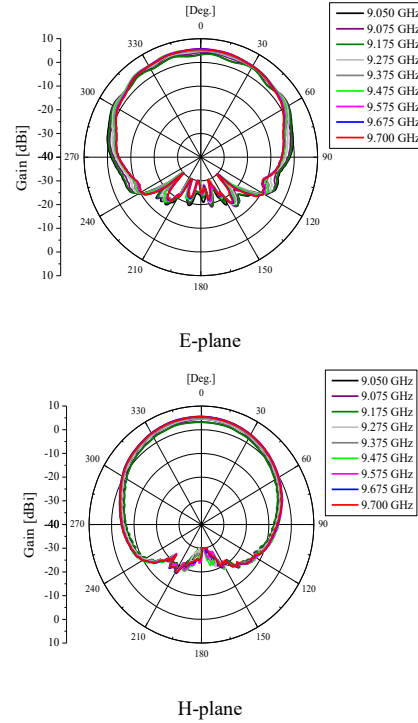 [Deg.]
0
30
60
90
120
150
180
210
240
270
300
330
10
0
-10
-20
-30
-40
-30
-20
-10
0
10
Gain [dBi]
9.050 GHz
9.075 GHz
9.175 GHz
9.275 GHz
9.375 GHz
9.475 GHz
9.575 GHz
9.675 GHz
9.700 GHz
E-plane
[Deg.]
0
30
60
90
120
150
180
210
240
270
300
330
10
0
-10
-20
-30
-40
-30
-20
-10
0
10
Gain [dBi]
9.050 GHz
9.075 GHz
9.175 GHz
9.275 GHz
9.375 GHz
9.475 GHz
9.575 GHz
9.675 GHz
9.700 GHz
H-plane